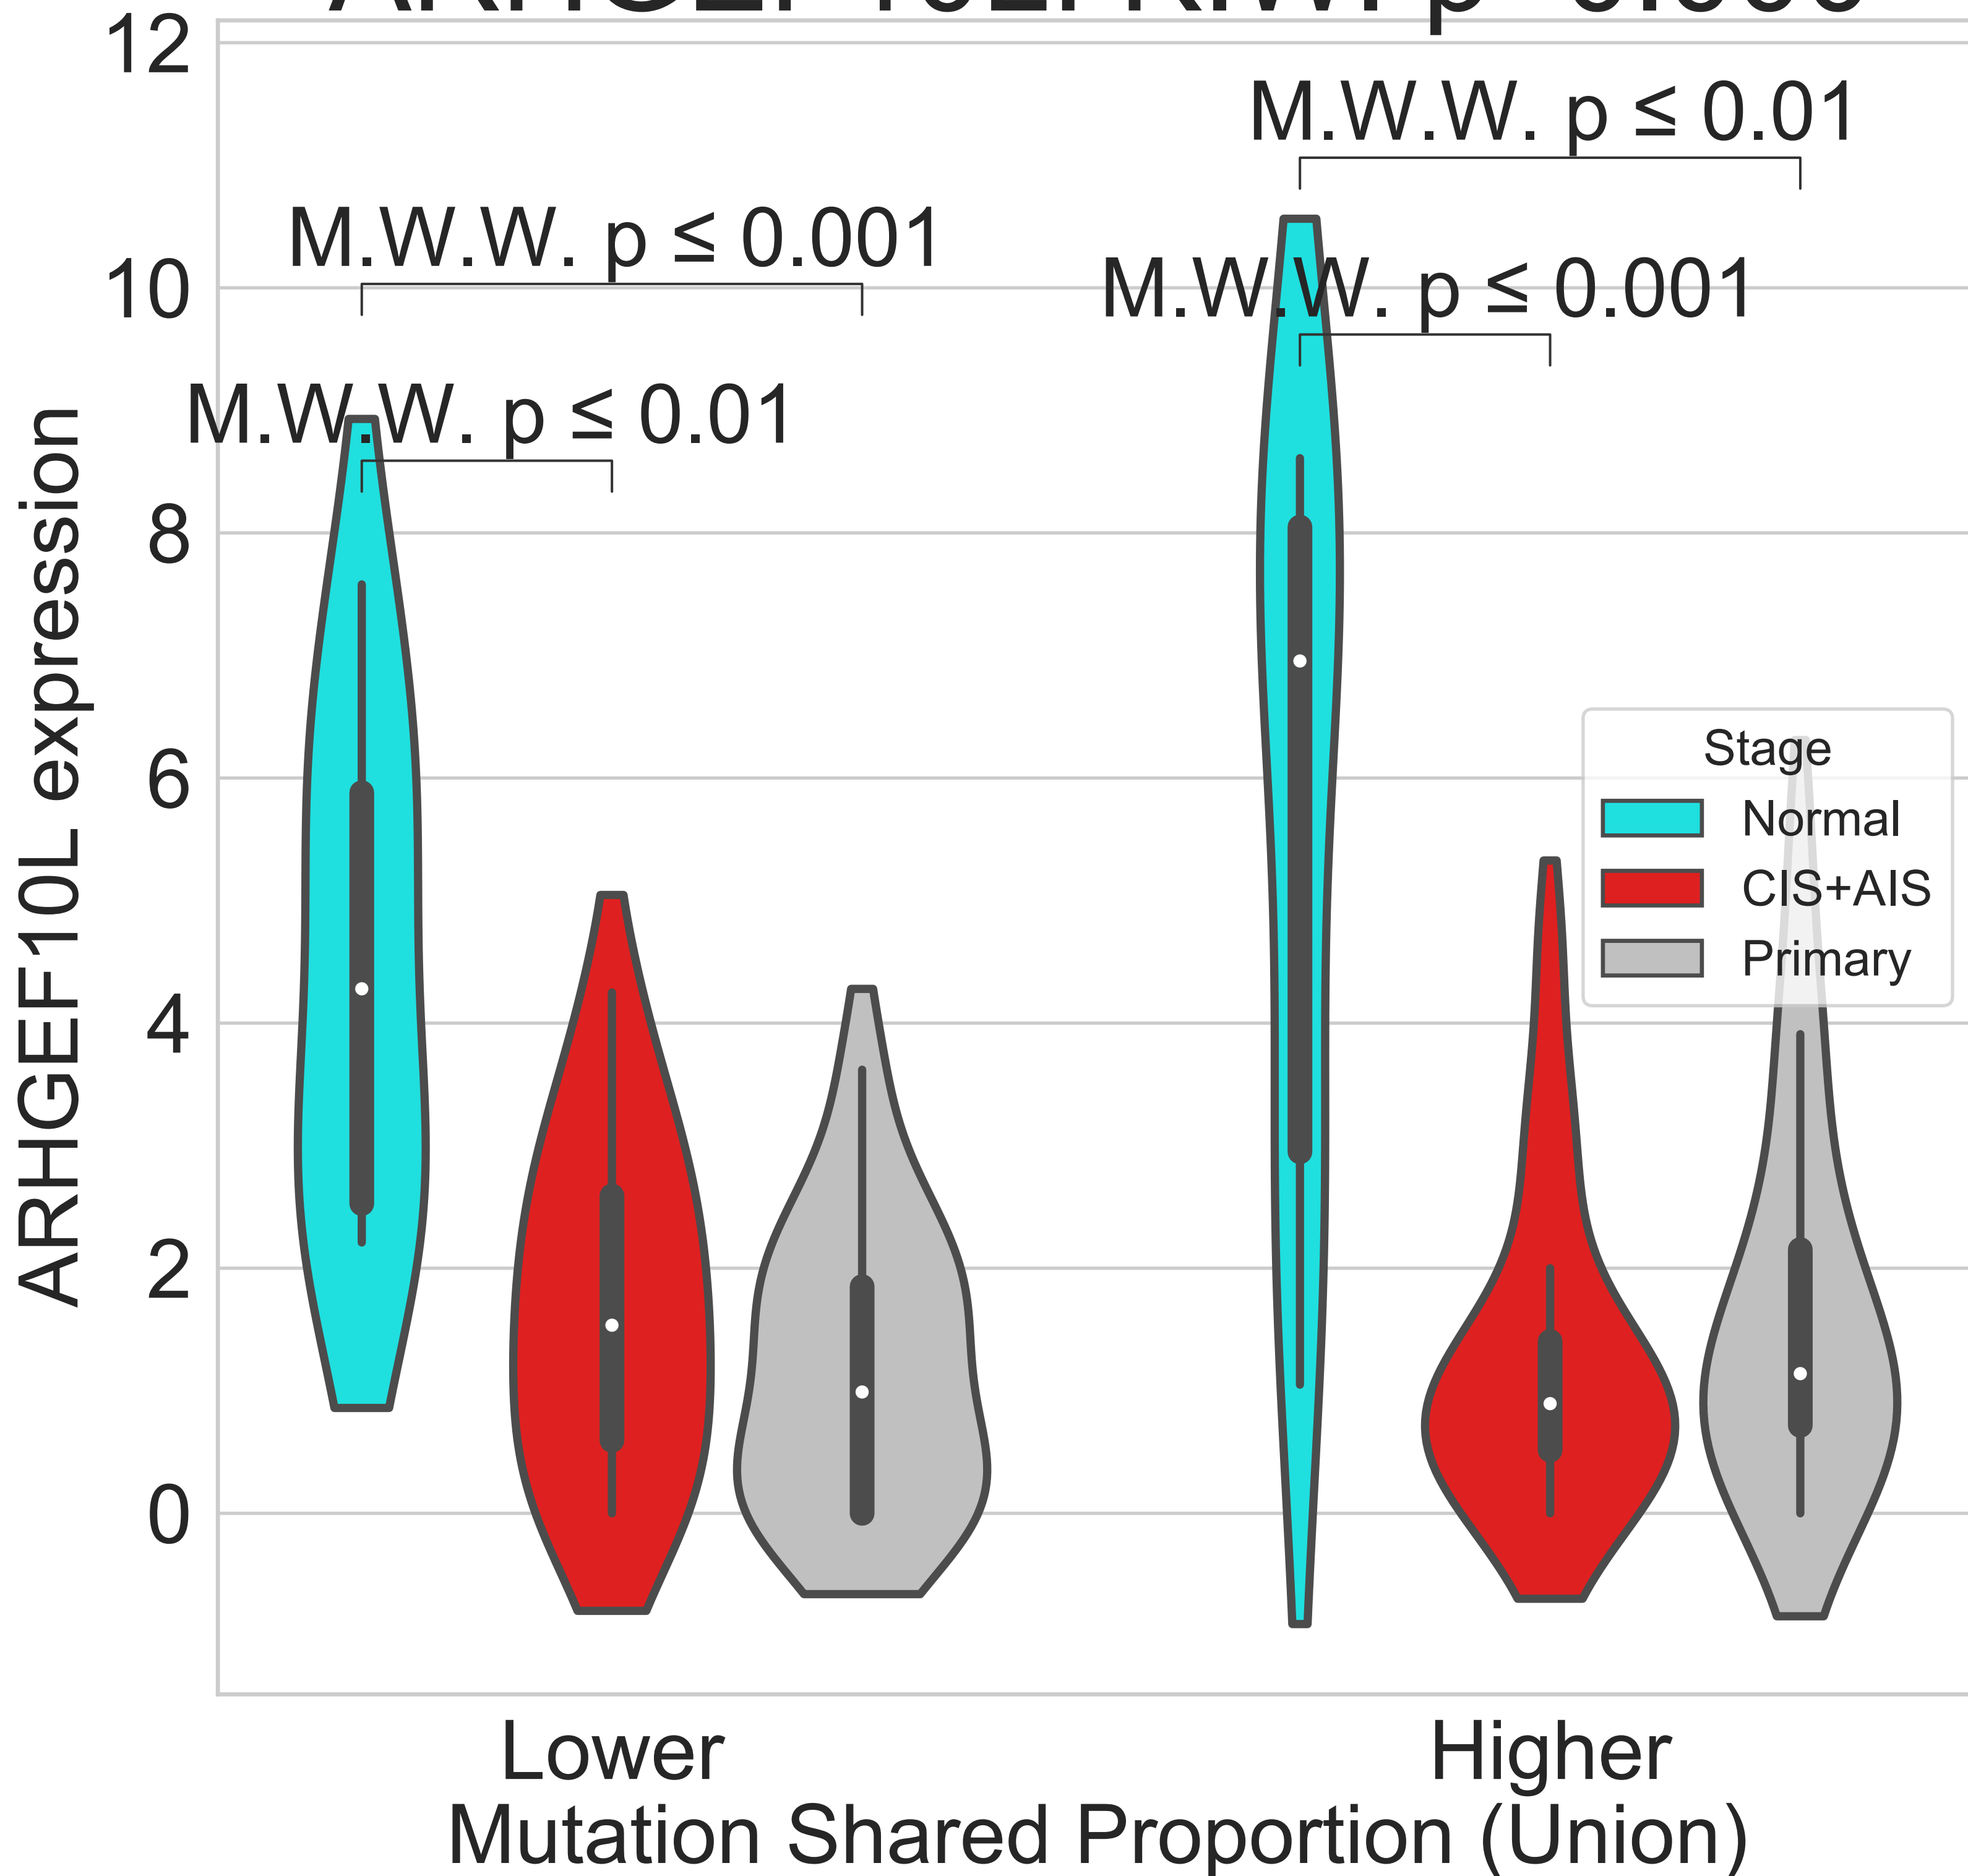 12
10
8
6
4
2
0
ARHGEF10L expression
M.W.W. p ≤ 0.01
M.W.W. p ≤ 0.001
M.W.W. p ≤ 0.001
M.W.W. p ≤ 0.01
Stage
Normal
CIS+AIS
Primary
Lower
Higher
Mutation Shared Proportion (Union)